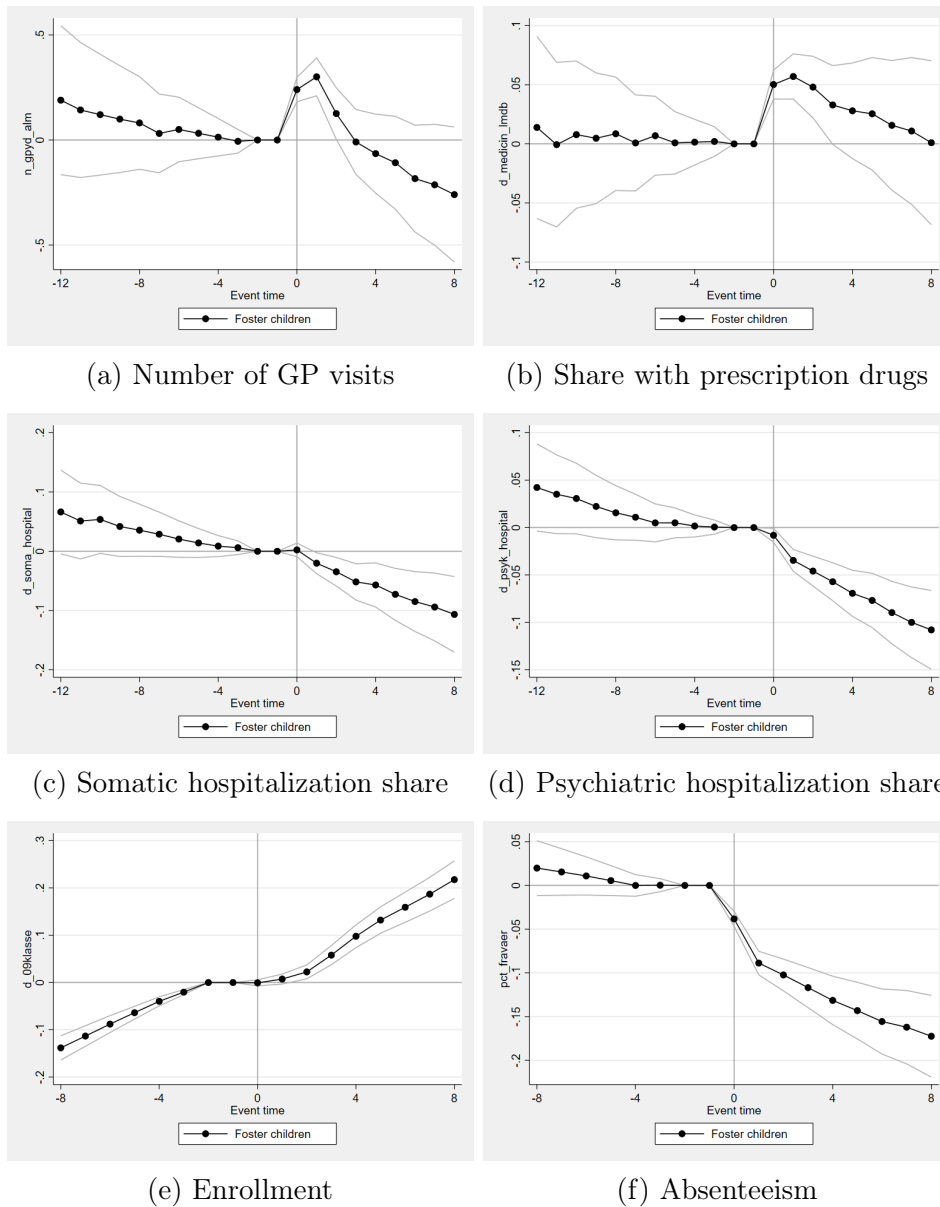 n_gpyd_alm
.5
0
-.5
-12
-8
-4
0
4
8
Event time
Foster children
(a) Number of GP visits
d_medicin_lmdb
.1
.05
0
-.05
-.1
-12
-8
-4
0
4
8
Event time
Foster children
(b) Share with prescription drugs
d_soma_hospital
.2
.1
0
-.1
-.2
-12
-8
-4
0
4
8
Event time
Foster children
(c) Somatic hospitalization share
d_psyk_hospital
.1
.05
0
-.05
-.1
-.15
-12
-8
-4
0
4
8
Event time
Foster children
(d) Psychiatric hospitalization share
d_09klasse
.3
.2
.1
0
-.1
-.2
-8
-4
0
4
8
Event time
Foster children
(e) Enrollment
pct_fravaer
.05
0
-.05
-.1
-.15
-.2
-8
-4
0
4
8
Event time
Foster children
(f) Absenteeism